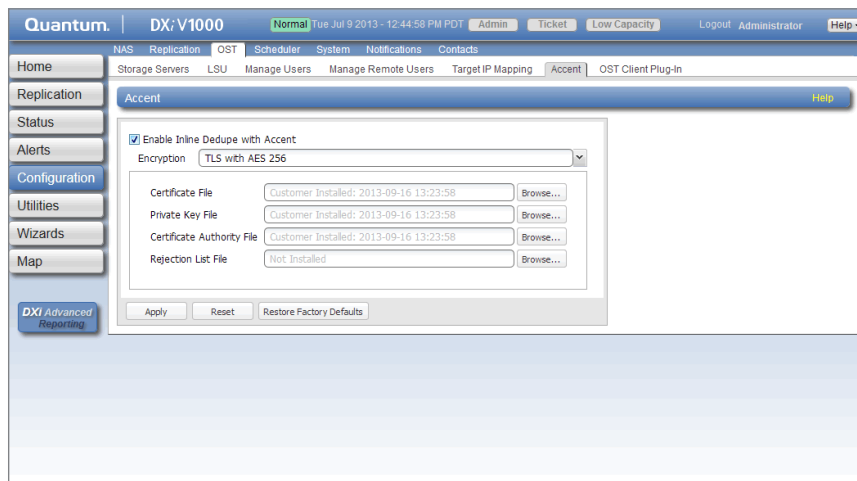 Quantum. DXi V1000 Normal Tue Jul 9 2013 - 12:44:58 PM PDT Admin Ticket Low Capacity Logout Administrator Help
NAS Replication OST Scheduler System Notifications Contacts
Storage Servers LSU Manage Users Manage Remote Users Target IP Mapping Accent OST Client Plug-In
Home
Replication
Status
Alerts
Configuration
Utilities
Wizards
Map
DXi Advanced
Reporting
Accent Help
Enable Inline Dedupe with Accent
Encryption TLS with AES 256
Certificate File Customer Installed: 2013-09-16 13:23:58 Browse...
Private Key File Customer Installed: 2013-09-16 13:23:58 Browse...
Certificate Authority File Customer Installed: 2013-09-16 13:23:58 Browse...
Rejection List File Not Installed Browse...
Apply Reset Restore Factory Defaults